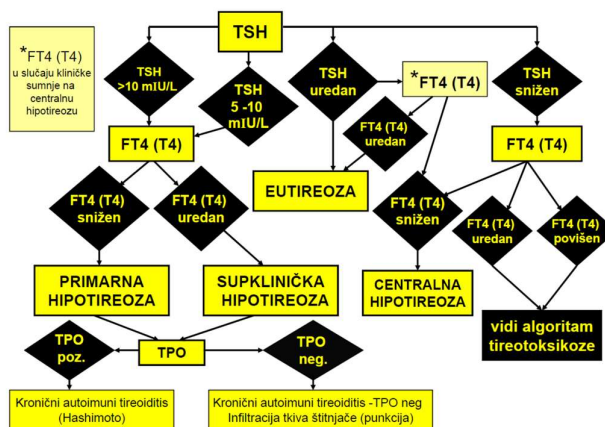 *FT4 (T4)
u slučaju kliničke
sumnje na
centralnu
hipotireozu
TSH
TSH
>10 mIU/L
TSH
5 -10
mIU/L
TSH
uredan
*FT4 (T4)
TSH
snižen
FT4 (T4)
FT4 (T4)
uredan
FT4 (T4)
EUTIREOZA
FT4 (T4)
snižen
FT4 (T4)
uredan
FT4 (T4)
snižen
FT4 (T4)
uredan
FT4 (T4)
povišen
PRIMARNA
HIPOTIREOZA
SUPKLINIČKA
HIPOTIREOZA
CENTRALNA
HIPOTIREOZA
vidi algoritam
tireotoksikoze
TPO
poz.
TPO
TPO
neg.
Kronični autoimuni tireoiditis
(Hashimoto)
Kronični autoimuni tireoiditis -TPO neg
Infiltracija tkiva štitnjače (punkcija)